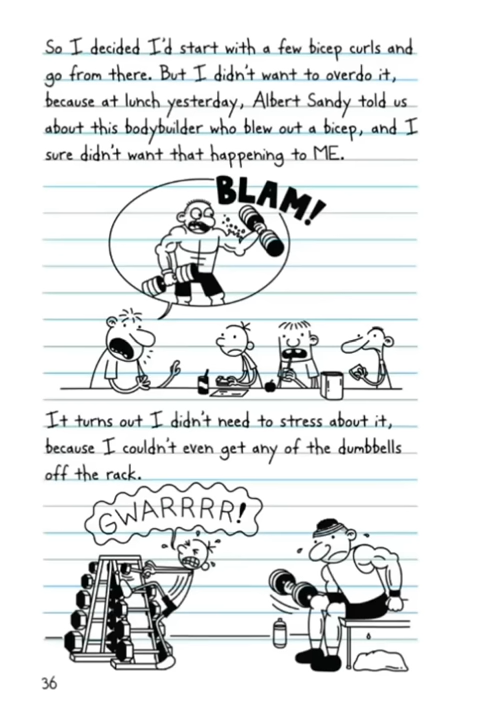 So I decided I'd start with a few bicep curls and
go from there. But I didn't want to overdo it,
because at lunch yesterday, Albert Sandy told us
about this bodybuilder who blew out a bicep, and I
sure didn't want that happening to ME.
BLAM!
It turns out I didn't need to stress about it,
because I couldn't even get any of the dumbbells
off the rack.
GWARRRR!
36